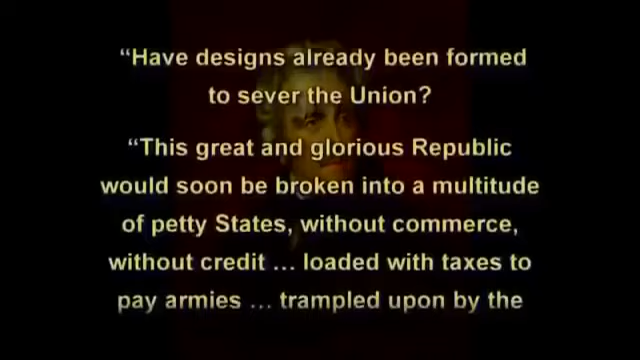 “Have designs already been formed
to sever the Union?
“This great and glorious Republic
would soon be broken into a multitude
of petty States, without commerce,
without credit ... loaded with taxes to
pay armies ... trampled upon by the